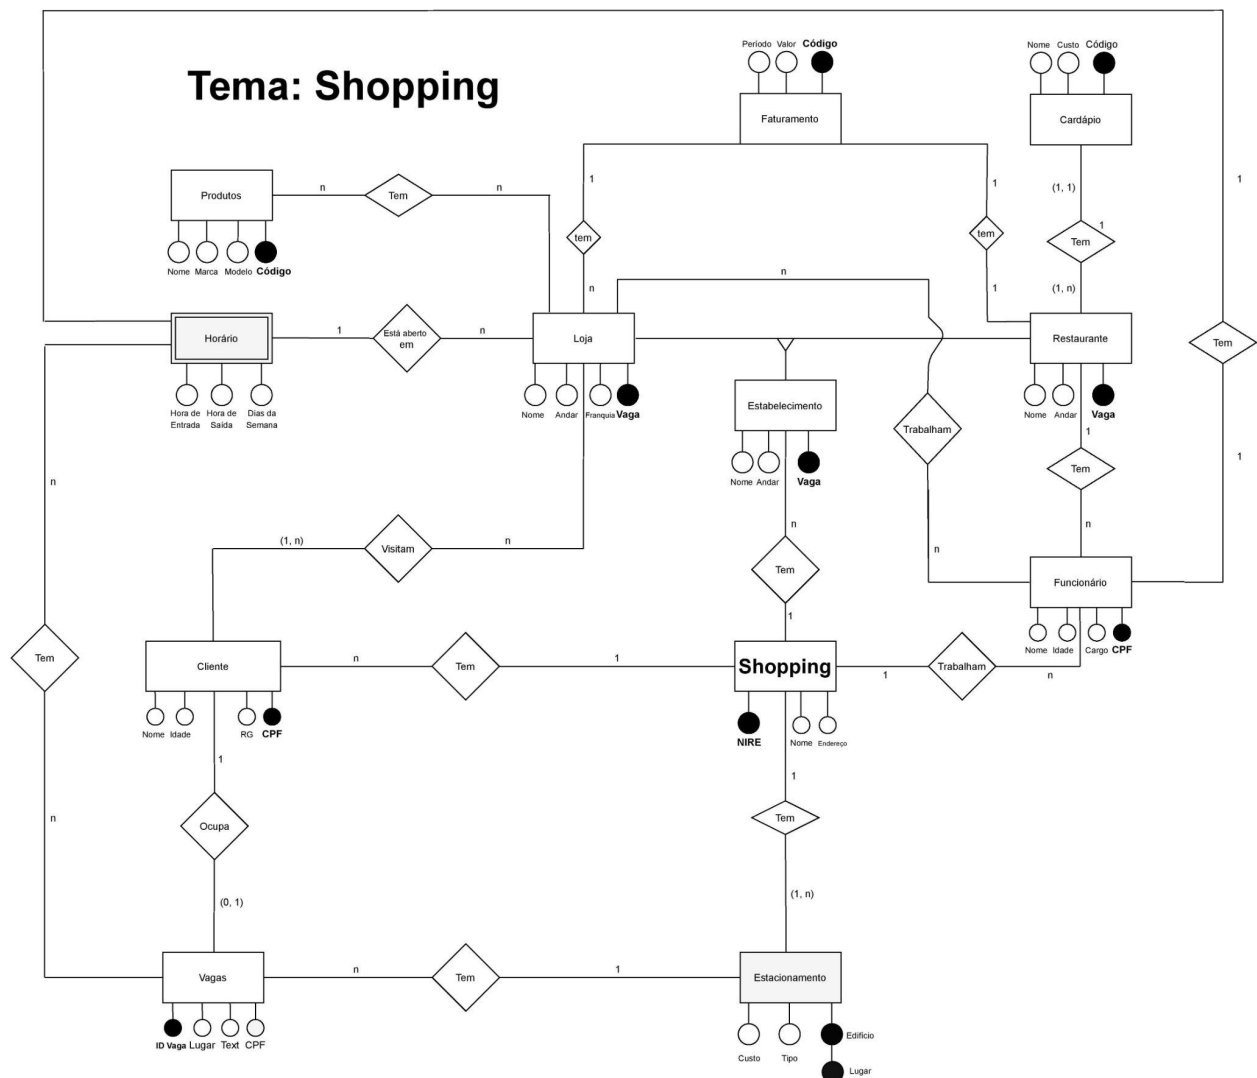 Tema: Shopping
Período Valor Código
Faturamento
Nome Custo Código
Cardápio
1
1
(1, 1)
1
Produtos
n
Tem
n
Nome Marca Modelo Código
tem
tem
1
Tem
n
n
1
(1, n)
Horário
1
Está aberto
em
n
Loja
Restaurante
Tem
Hora de
Entrada
Hora de
Saída
Dias da
Semana
Nome Andar Franquia Vaga
Estabelecimento
Nome Andar Vaga
Nome Andar Vaga
Trabalham
1
1
Tem
n
n
n
n
(1, n)
Visitam
n
Tem
Funcionário
1
Nome Idade Cargo CPF
Tem
Cliente
n
Tem
1
Shopping
1
Trabalham
n
Nome Idade RG CPF
NIRE Nome Endereço
1
1
n
Ocupa
Tem
(0, 1)
(1, n)
Vagas
n
Tem
1
Estacionamento
ID Vaga Lugar Text CPF
Custo Tipo Edifício
Lugar